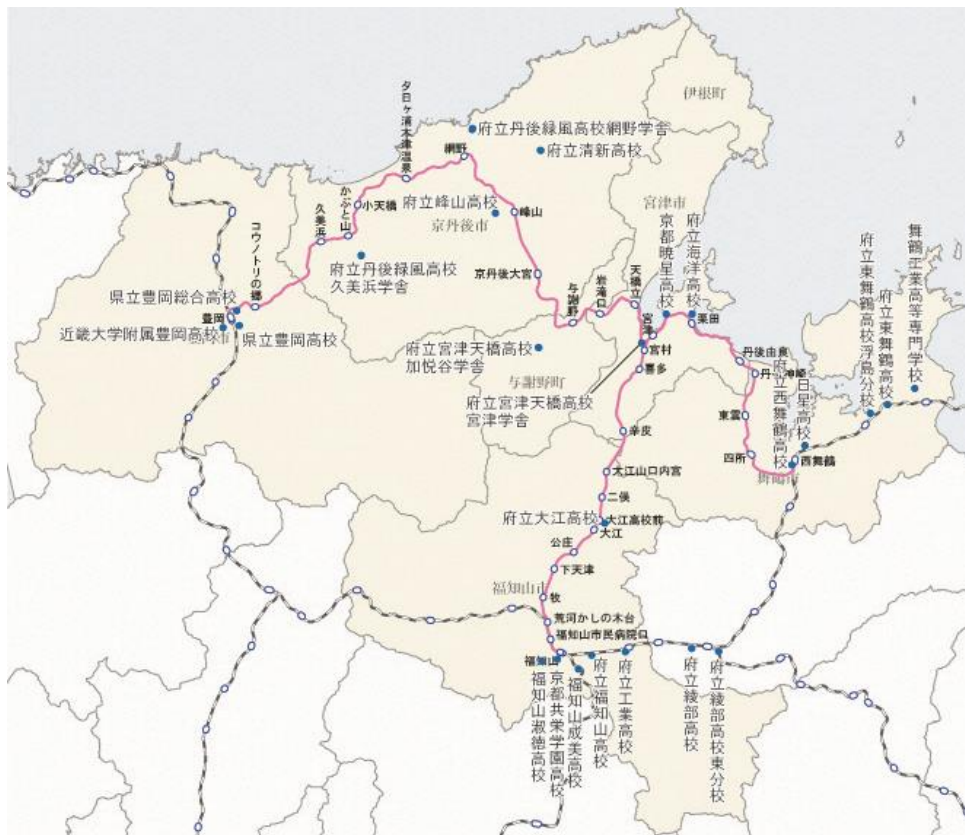 伊根町
夕日ヶ浦木津温泉
府立丹後緑風高校網野学舎
網野
府立清新高校
かぶと山
小天橋
府立峰山高校
峰山
宮津市
京丹後市
久美浜
コウノトリの郷
府立丹後緑風高校
久美浜学舎
京丹後大宮
与謝野
岩滝口
天橋立
京都暁星高校
府立海洋高校
舞鶴工業高等専門学校
府立東舞鶴高校
府立東舞鶴高校浮島分校
県立豊岡総合高校
豊岡
近畿大学附属豊岡高校
県立豊岡高校
宮津
栗田
宮村
喜多
府立宮津天橋高校
加悦谷学舎
与謝野町
府立宮津天橋高校
宮津学舎
丹後由良
丹後神崎
東雲
四所
府立西舞鶴高校
日星高校
西舞鶴
舞鶴市
辛皮
大江山口内宮
二俣
府立大江高校
大江高校前
大江
公庄
下天津
福知山市
牧
荒河かしの木台
福知山市民病院口
福知山
福知山淑徳高校
京都共栄学園高校
福知山成美高校
府立福知山高校
府立工業高校
府立綾部高校
府立綾部高校東分校